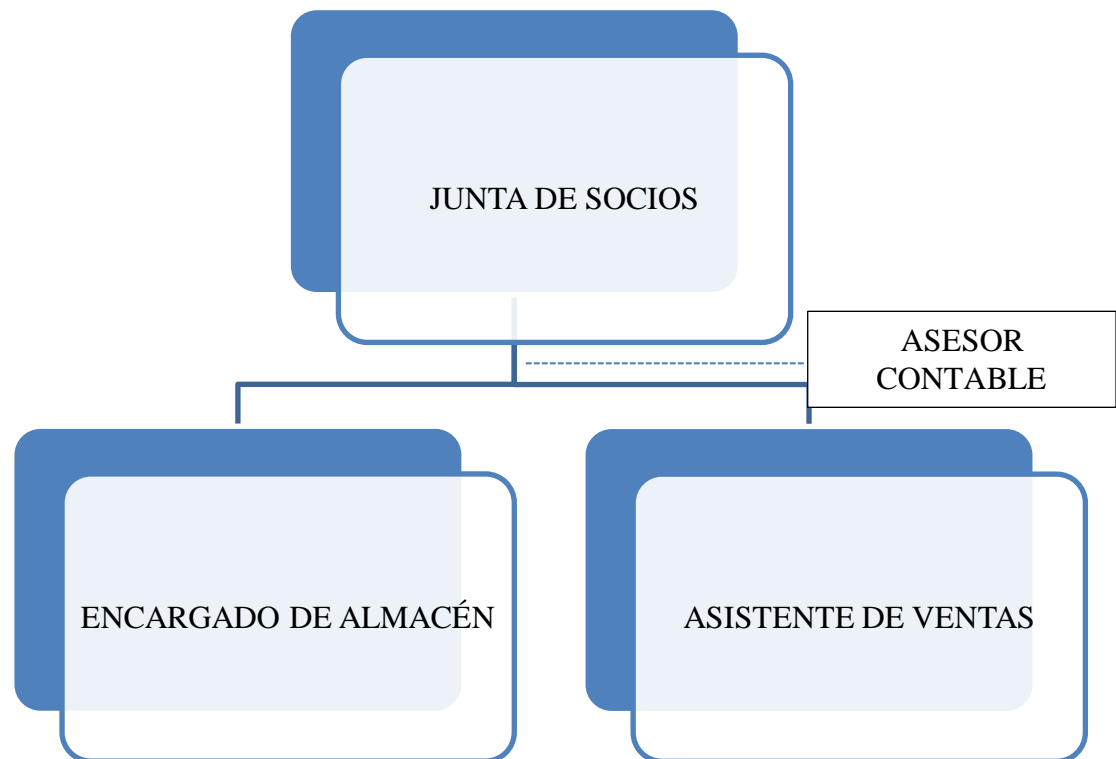 JUNTA DE SOCIOS
ASESOR
CONTABLE
ENCARGADO DE ALMACÉN
ASISTENTE DE VENTAS